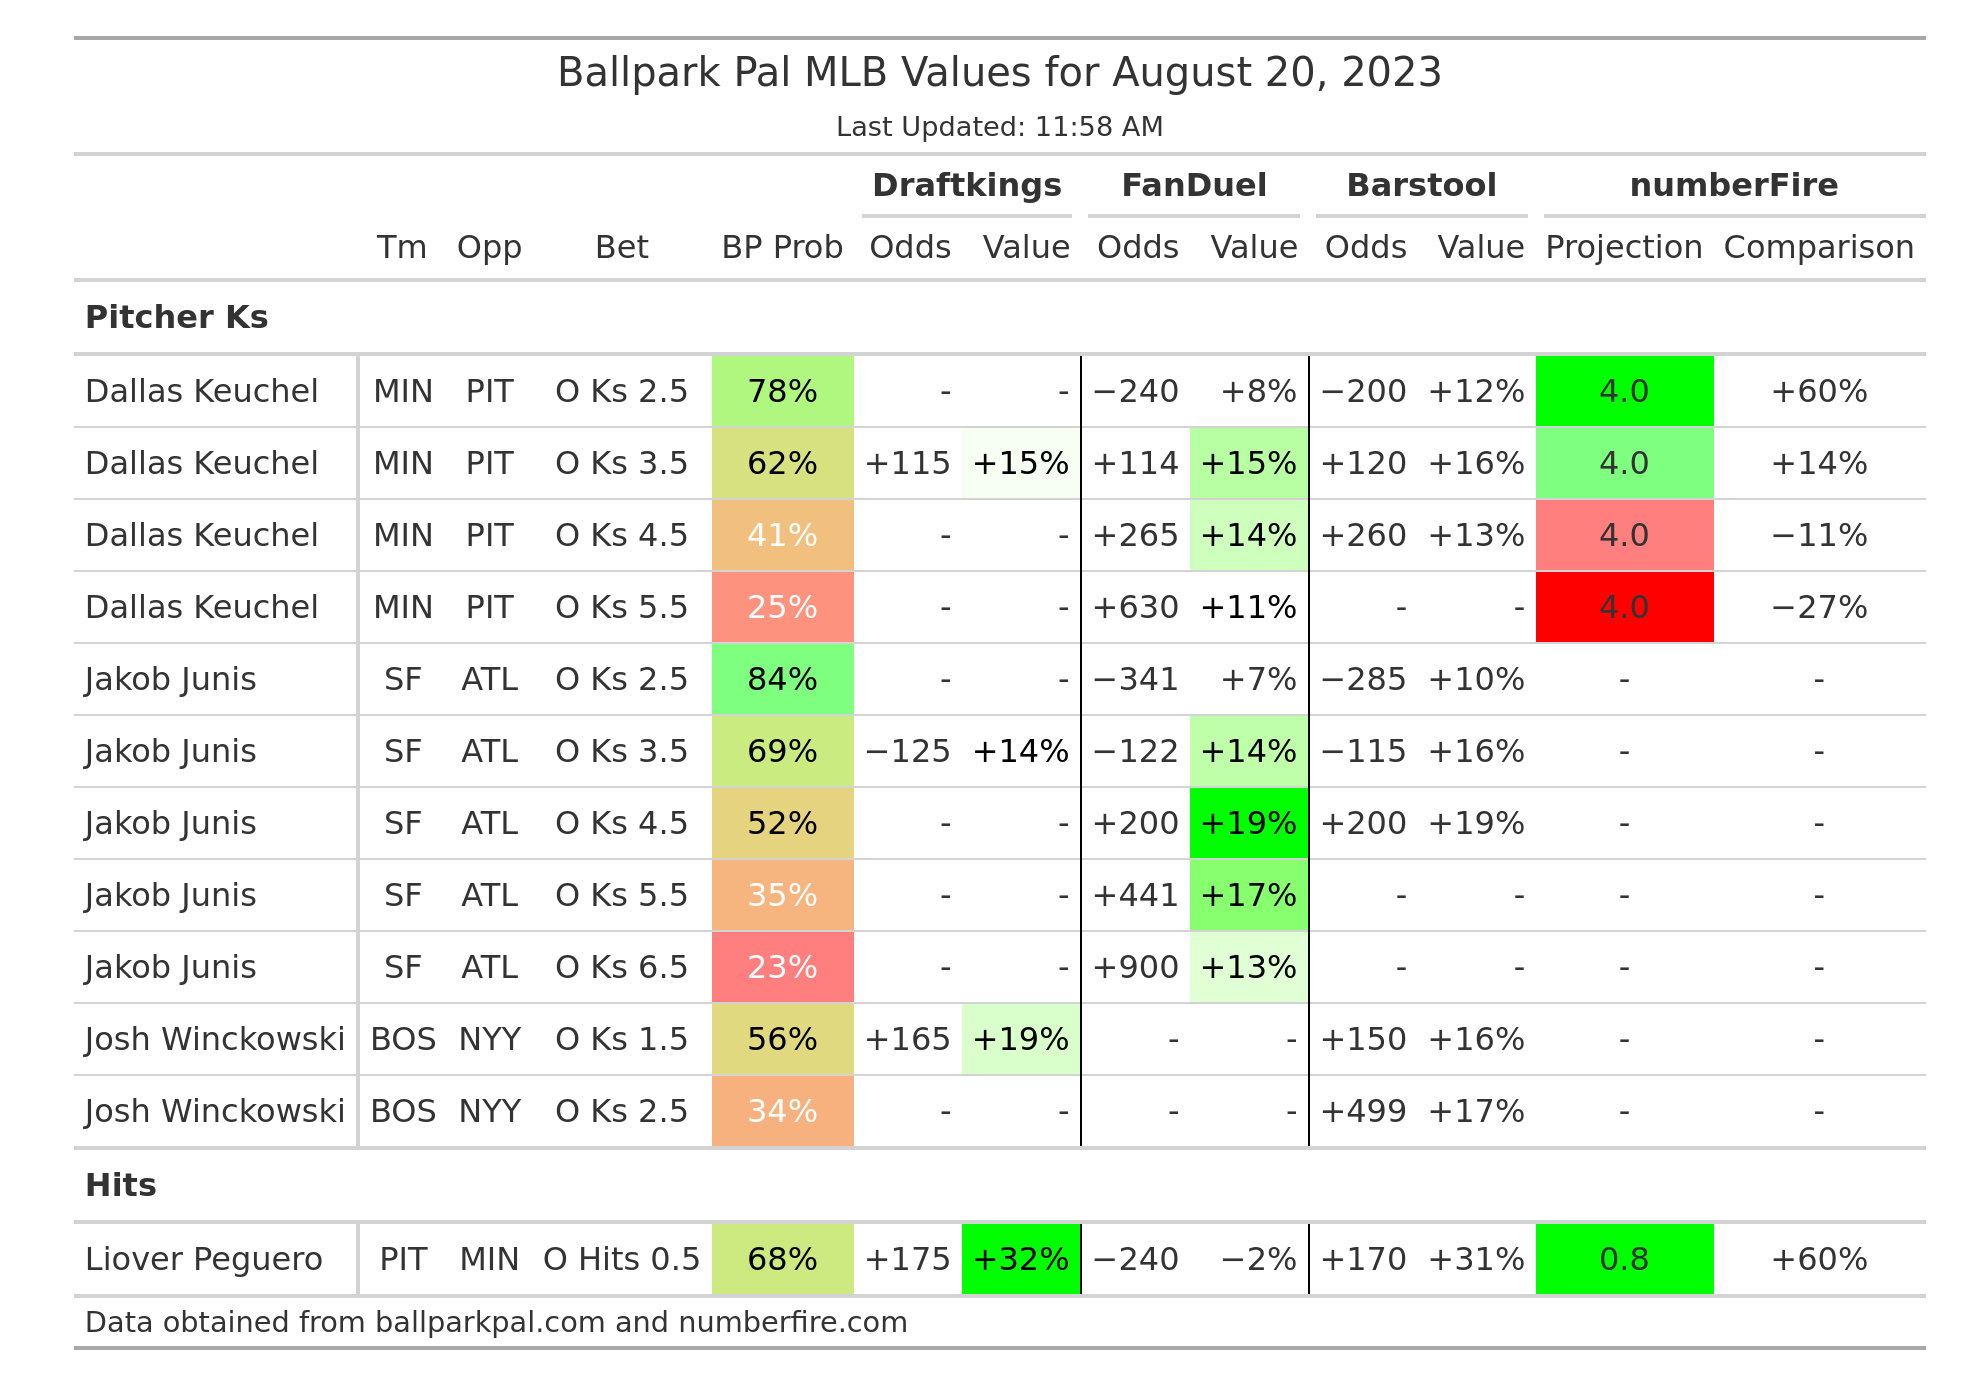 Ballpark Pal MLB Values for August 20, 2023
Last Updated: 11:58 AM
Draftkings FanDuel Barstool numberFire
Tm Opp Bet BP Prob Odds Value Odds Value Odds Value Projection Comparison
Pitcher Ks
Dallas Keuchel MIN PIT O Ks 2.5 78% - - −240 +8% −200 +12% 4.0 +60%
Dallas Keuchel MIN PIT O Ks 3.5 62% +115 +15% +114 +15% +120 +16% 4.0 +14%
Dallas Keuchel MIN PIT O Ks 4.5 41% - - +265 +14% +260 +13% 4.0 −11%
Dallas Keuchel MIN PIT O Ks 5.5 25% - - +630 +11% - - 4.0 −27%
Jakob Junis SF ATL O Ks 2.5 84% - - −341 +7% −285 +10% - -
Jakob Junis SF ATL O Ks 3.5 69% −125 +14% −122 +14% −115 +16% - -
Jakob Junis SF ATL O Ks 4.5 52% - - +200 +19% +200 +19% - -
Jakob Junis SF ATL O Ks 5.5 35% - - +441 +17% - - - -
Jakob Junis SF ATL O Ks 6.5 23% - - +900 +13% - - - -
Josh Winckowski BOS NYY O Ks 1.5 56% +165 +19% - - +150 +16% - -
Josh Winckowski BOS NYY O Ks 2.5 34% - - - - +499 +17% - -
Hits
Liover Peguero PIT MIN O Hits 0.5 68% +175 +32% −240 −2% +170 +31% 0.8 +60%
Data obtained from ballparkpal.com and numberfire.com